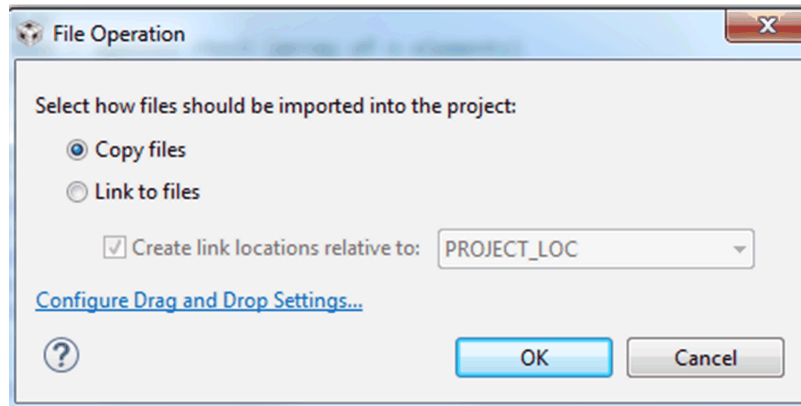 File Operation
Select how files should be imported into the project:
Copy files
Link to files
Create link locations relative to: PROJECT_LOC
Configure Drag and Drop Settings...
? OK Cancel